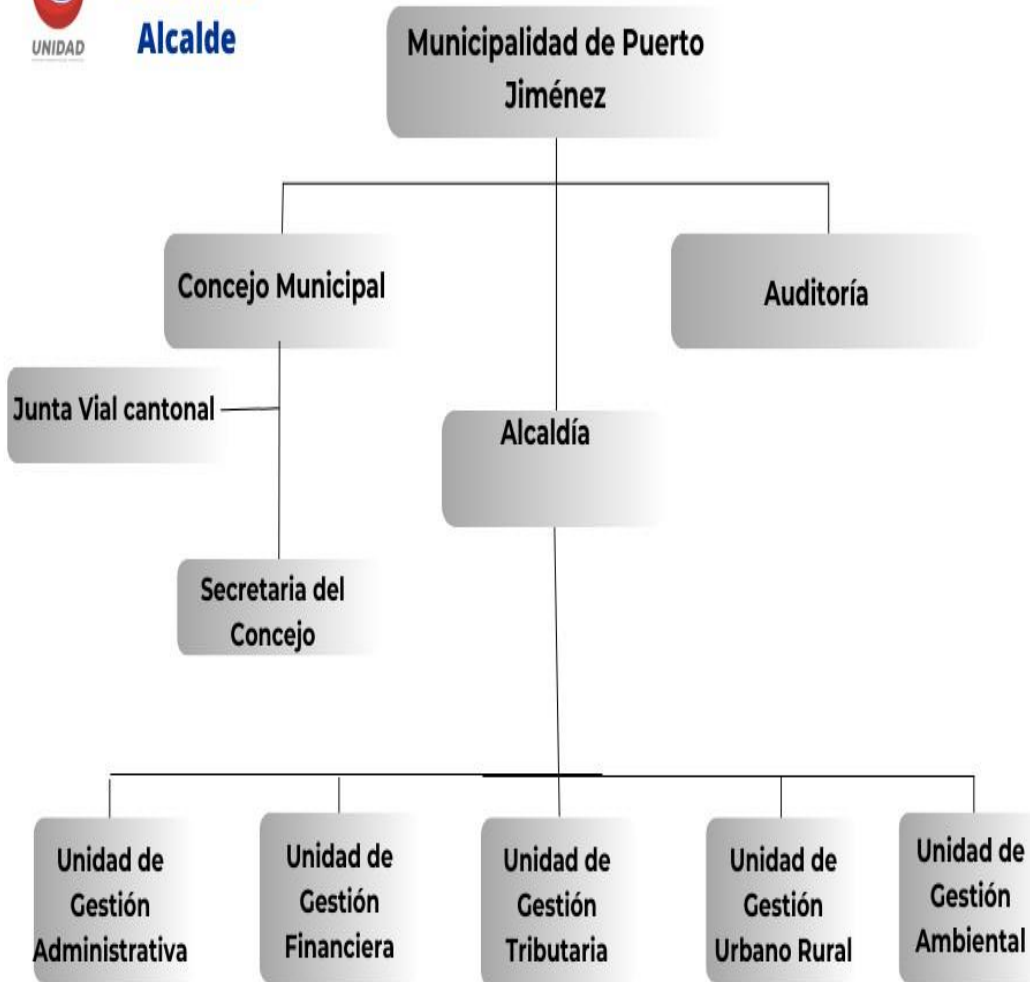 UNIDAD
Alcalde
Municipalidad de Puerto
Jiménez
Concejo Municipal
Auditoría
Junta Vial cantonal
Alcaldía
Secretaria del
Concejo
Unidad de
Gestión
Administrativa
Unidad de
Gestión
Financiera
Unidad de
Gestión
Tributaria
Unidad de
Gestión
Urbano Rural
Unidad de
Gestión
Ambiental